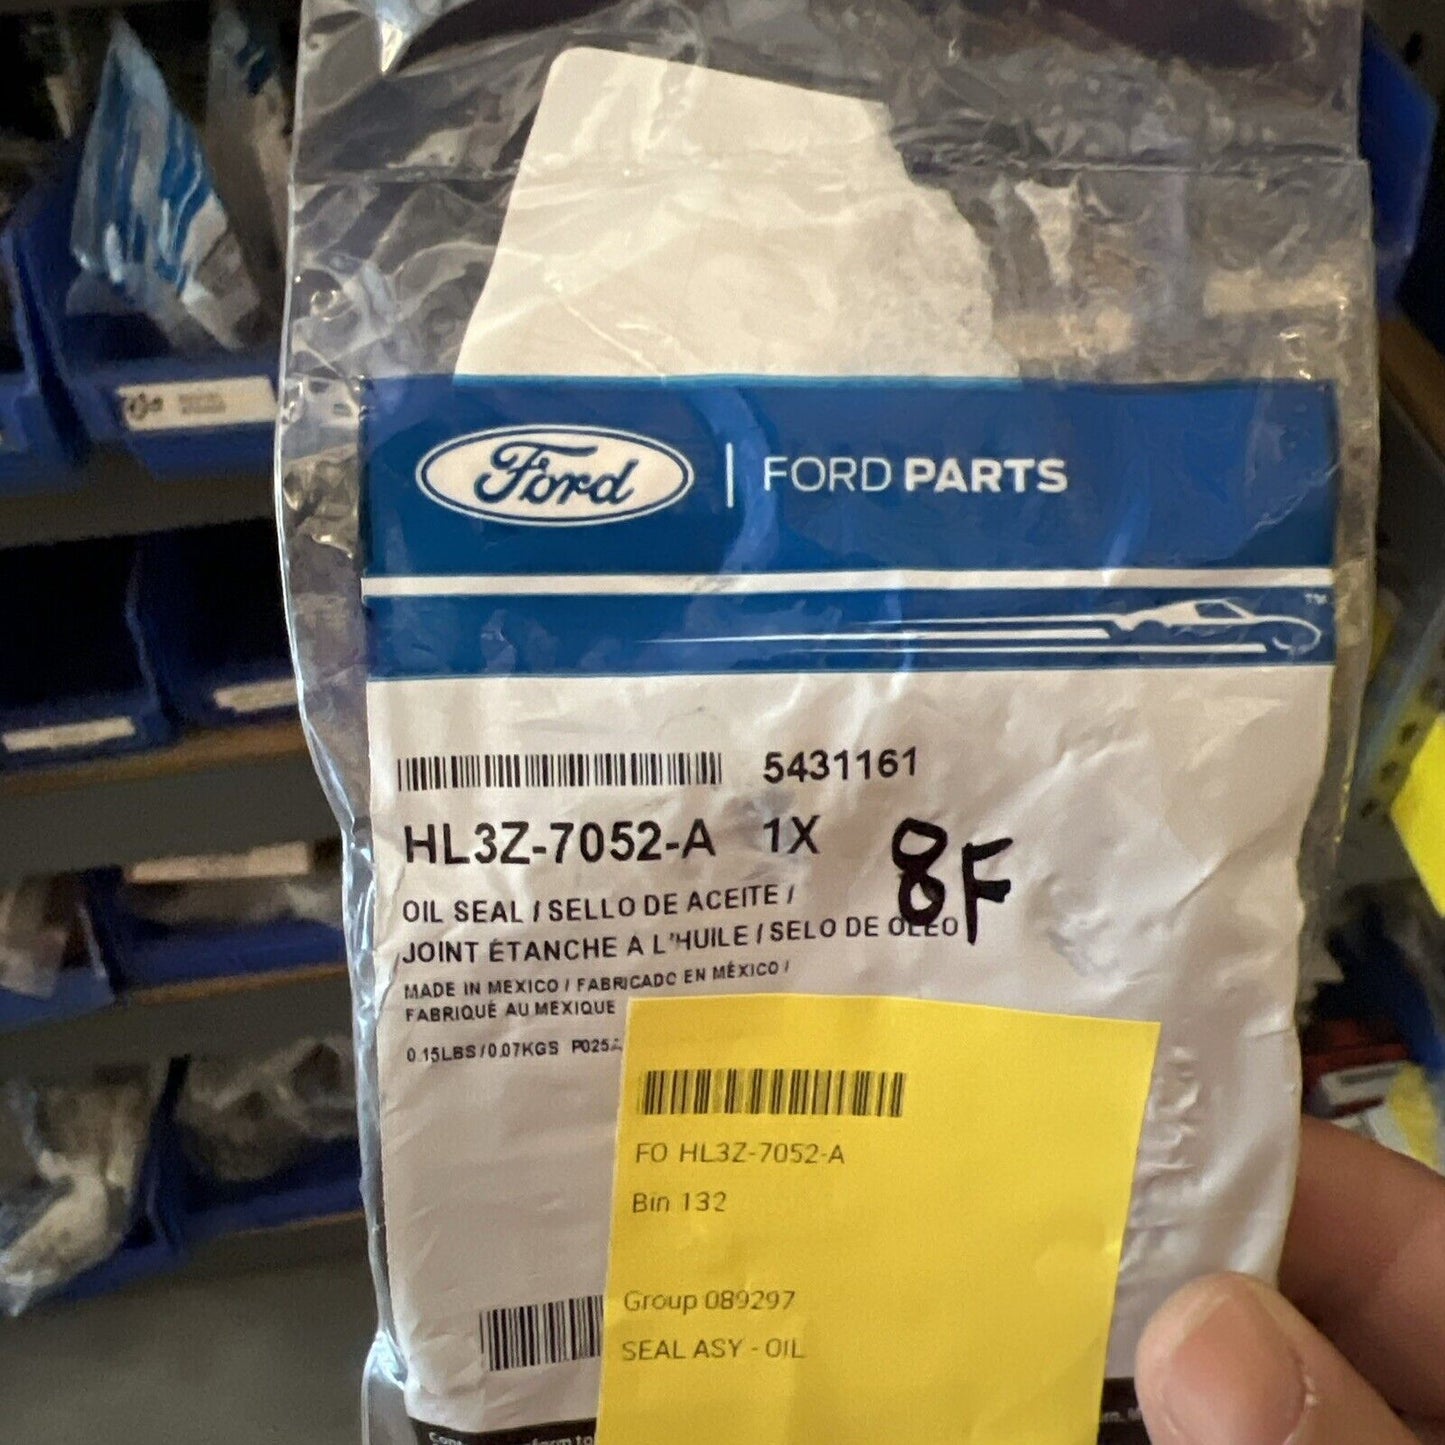 Ford | FORD PARTS
TM
5431161
HL3Z-7052-A 1X
8F
OIL SEAL / SELLO DE ACEITE /
JOINT ÉTANCHE A L'HUILE / SELO DE OLEO
MADE IN MEXICO / FABRICADO EN MÉXICO /
FABRIQUÉ AU MEXIQUE
0.15LBS/0.07KGS P025A
FO HL3Z-7052-A
Bin 132
Group 089297
SEAL ASY - OIL